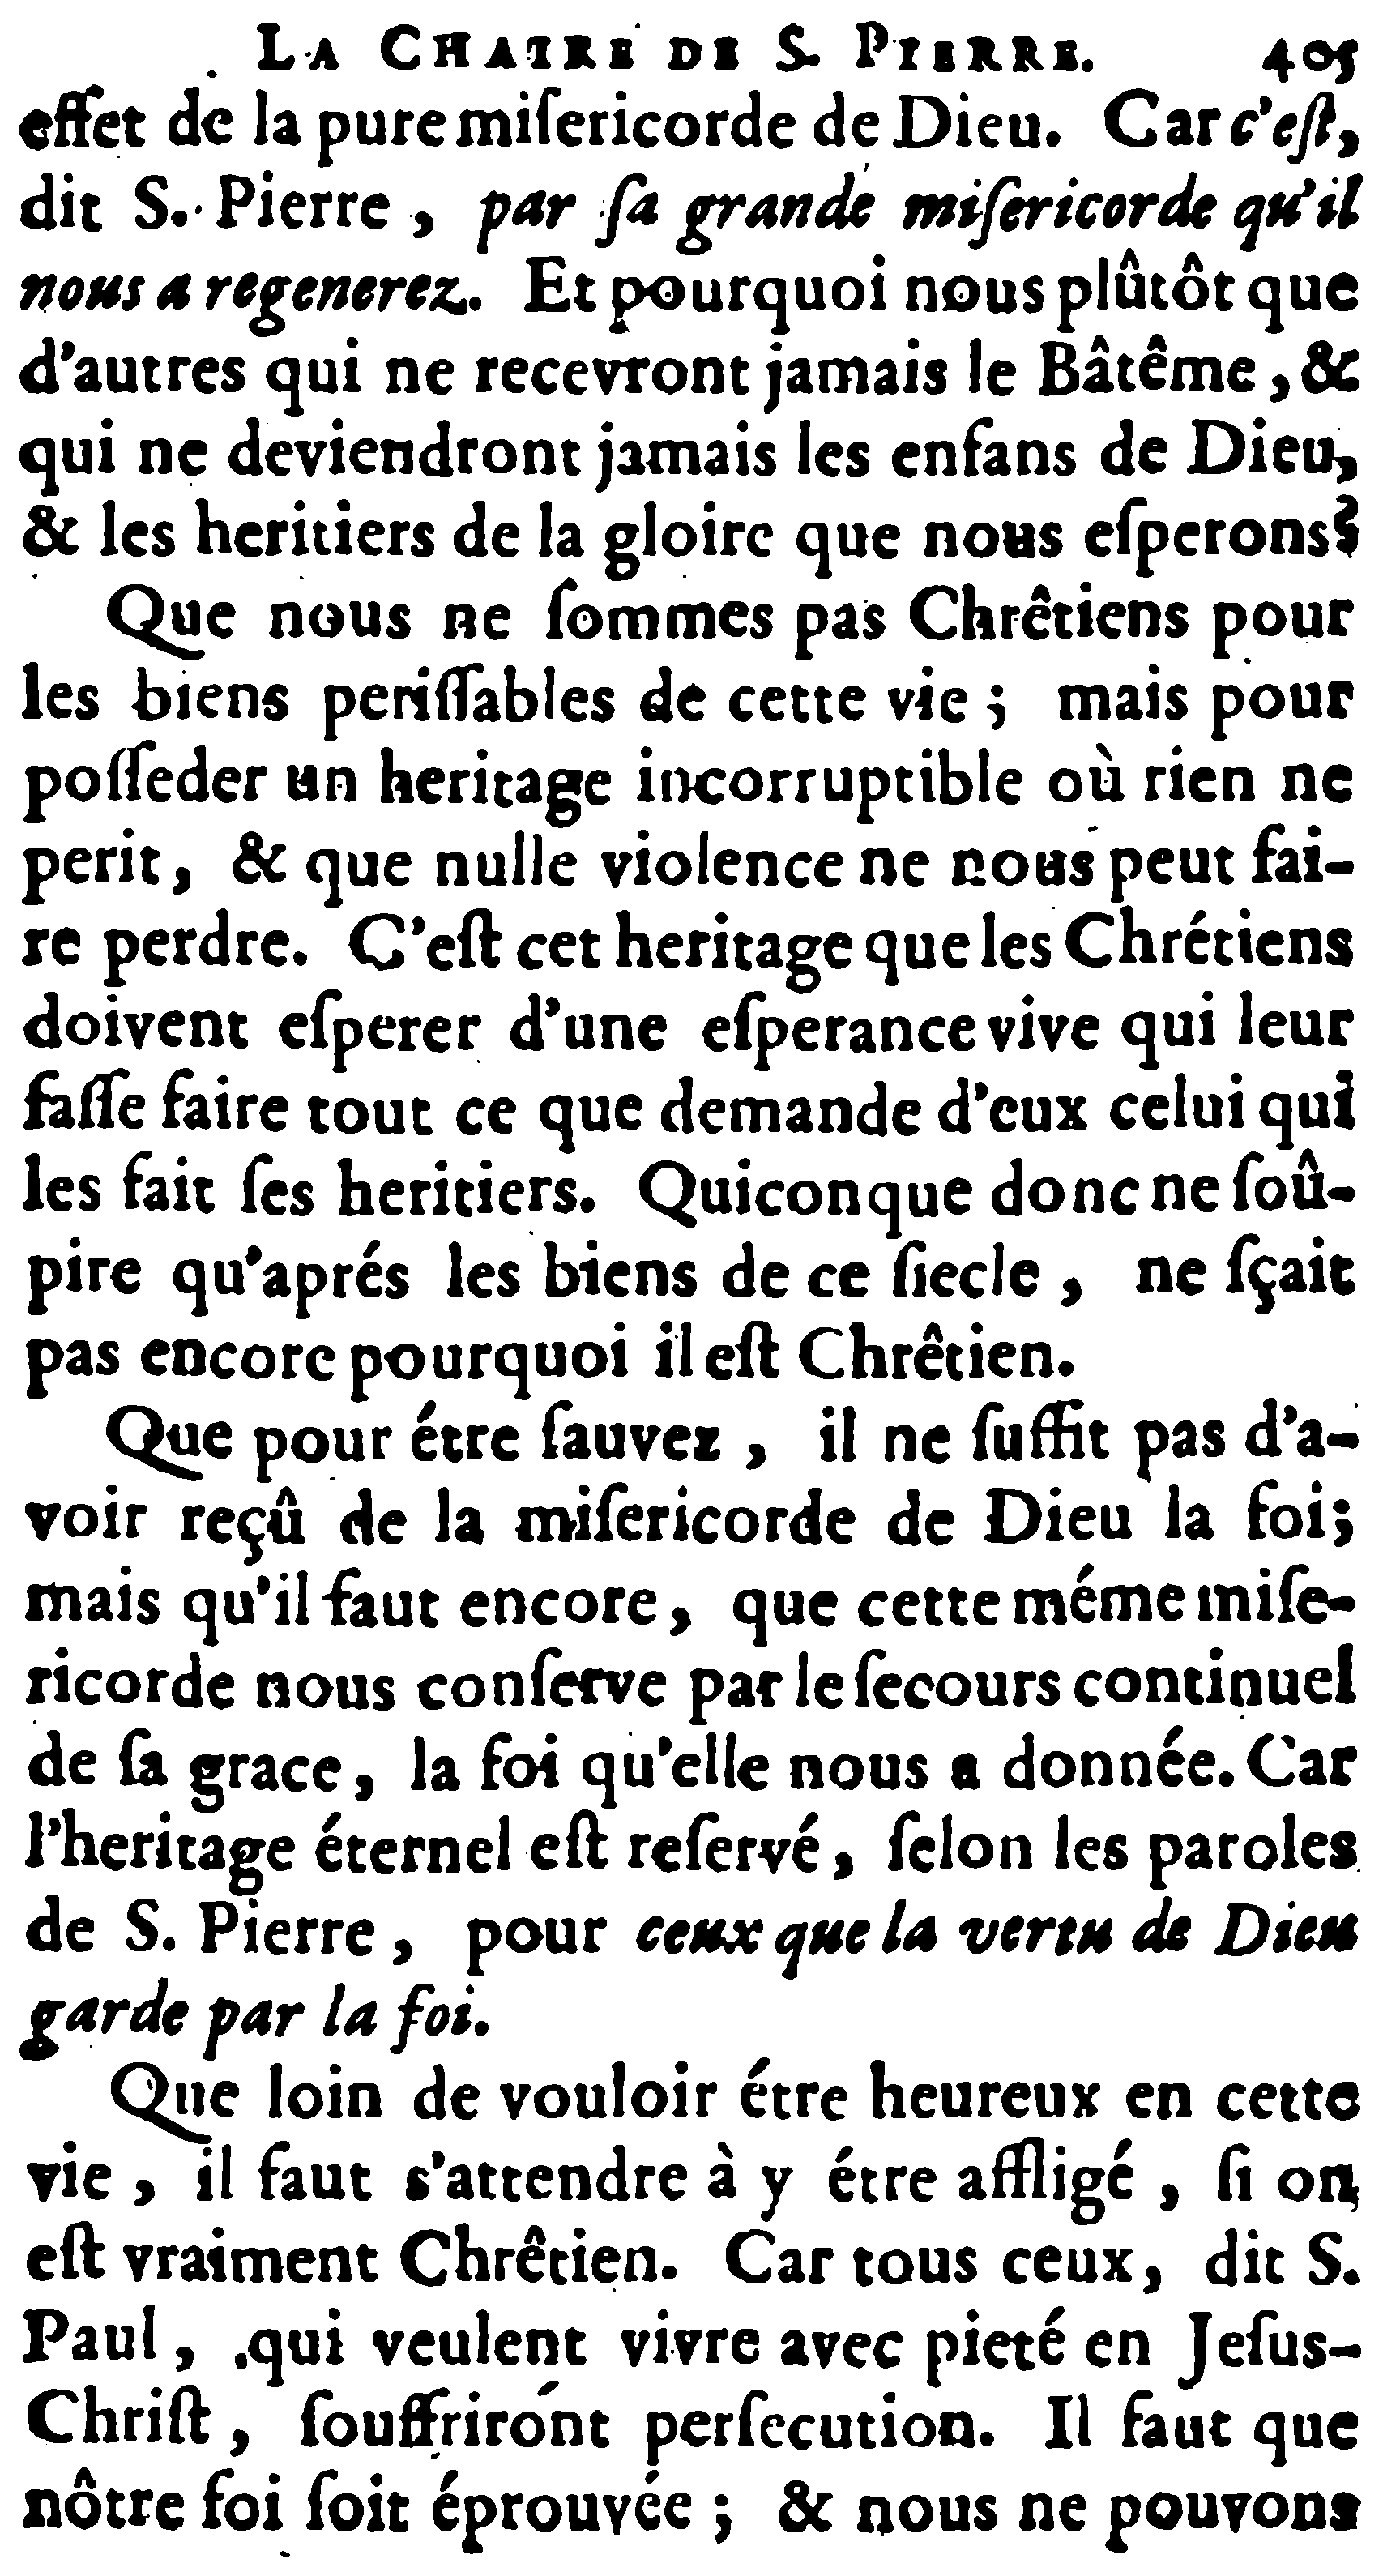 LA CHAIRE DE S. PIERRE. 405
effet de la pure miſericorde de Dieu. Car c'eſt,
dit S. Pierre, par ſa grande miſericorde qu'il
nous a regenerez. Et pourquoi nous plûtôt que
d'autres qui ne recevront jamais le Bâtême, &
qui ne deviendront jamais les enfans de Dieu,
& les heritiers de la gloire que nous eſperons?
Que nous ne ſommes pas Chrêtiens pour
les biens periſſables de cette vie; mais pour
poſſeder un heritage incorruptible où rien ne
perit, & que nulle violence ne nous peut fai-
re perdre. C'eſt cet heritage que les Chrétiens
doivent eſperer d'une eſperance vive qui leur
faſſe faire tout ce que demande d'eux celui qui
les fait ſes heritiers. Quiconque donc ne ſoû-
pire qu'aprés les biens de ce ſiecle, ne ſçait
pas encore pourquoi il eſt Chrêtien.
Que pour étre ſauvez, il ne ſuffit pas d'a-
voir reçû de la miſericorde de Dieu la foi;
mais qu'il faut encore, que cette méme miſe-
ricorde nous conſerve par le ſecours continuel
de ſa grace, la foi qu'elle nous a donnée. Car
l'heritage éternel eſt reſervé, ſelon les paroles
de S. Pierre, pour ceux que la vertu de Dieu
garde par la foi.
Que loin de vouloir étre heureux en cette
vie, il faut s'attendre à y étre affligé, ſi on
eſt vraiment Chrêtien. Car tous ceux, dit S.
Paul, qui veulent vivre avec pieté en Jeſus-
Chriſt, ſouffriront perſecution. Il faut que
nôtre foi ſoit éprouvée; & nous ne pouvons